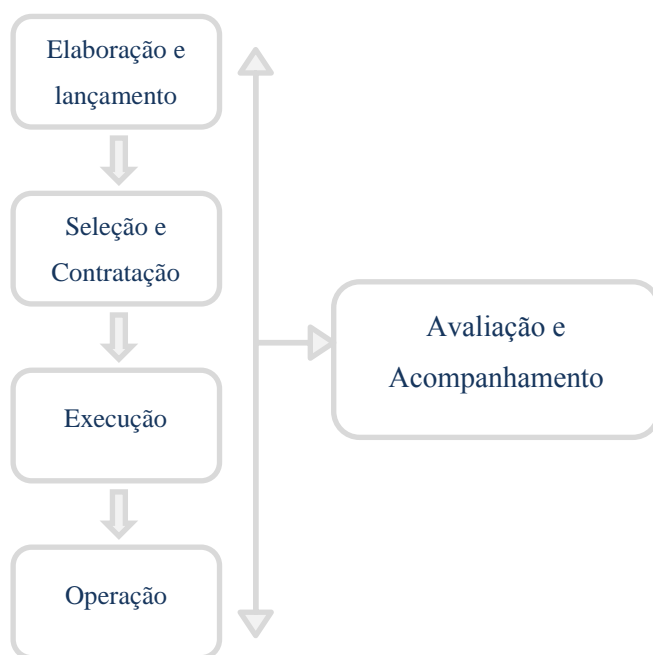 Elaboração e
lançamento
Seleção e
Contratação
Avaliação e
Acompanhamento
Execução
Operação